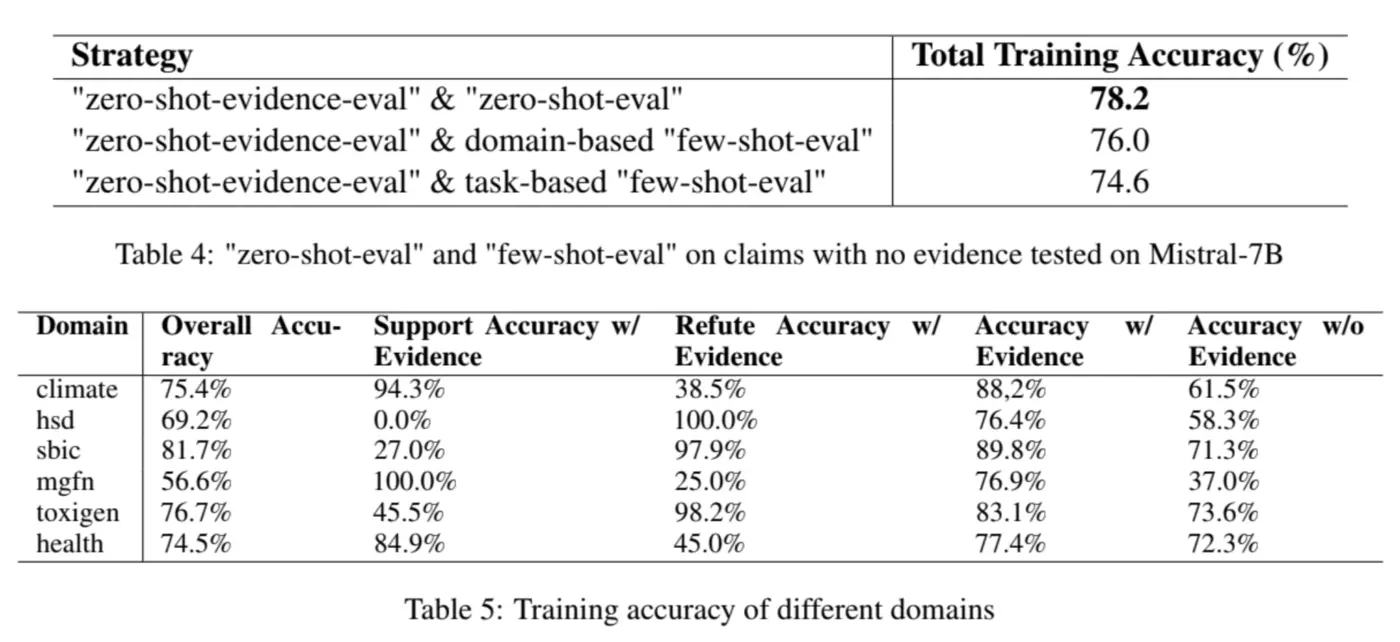 Strategy Total Training Accuracy (%)
"zero-shot-evidence-eval" & "zero-shot-eval" 78.2
"zero-shot-evidence-eval" & domain-based "few-shot-eval" 76.0
"zero-shot-evidence-eval" & task-based "few-shot-eval" 74.6
Table 4: "zero-shot-eval" and "few-shot-eval" on claims with no evidence tested on Mistral-7B
Domain Overall Accu- Support Accuracy w/ Refute Accuracy w/ Accuracy w/ Accuracy w/o
racy Evidence Evidence Evidence Evidence
climate 75.4% 94.3% 38.5% 88,2% 61.5%
hsd 69.2% 0.0% 100.0% 76.4% 58.3%
sbic 81.7% 27.0% 97.9% 89.8% 71.3%
mgfn 56.6% 100.0% 25.0% 76.9% 37.0%
toxigen 76.7% 45.5% 98.2% 83.1% 73.6%
health 74.5% 84.9% 45.0% 77.4% 72.3%
Table 5: Training accuracy of different domains